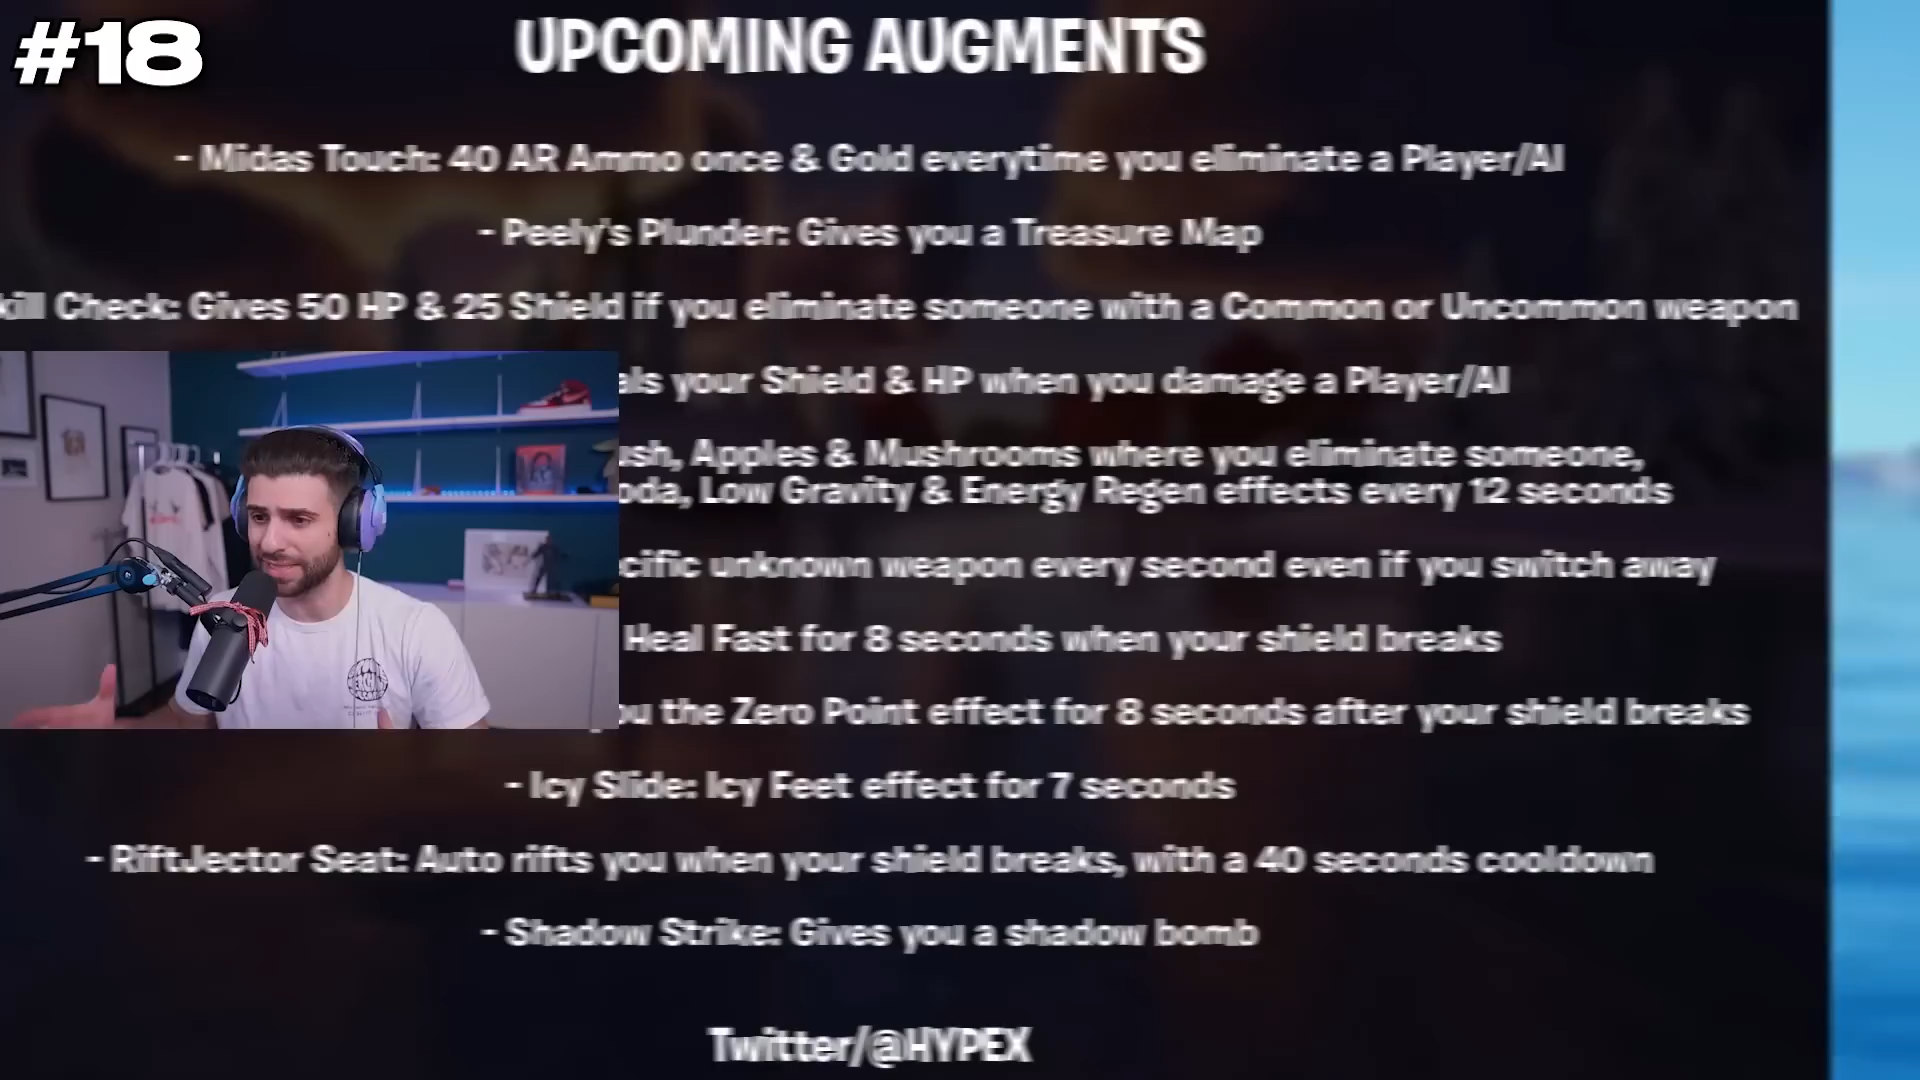 #18
UPCOMING AUGMENTS
- Midas Touch: 40 AR Ammo once & Gold everytime you eliminate a Player/AI
- Peely's Plunder: Gives you a Treasure Map
kill Check: Gives 50 HP & 25 Shield if you eliminate someone with a Common or Uncommon weapon
als your Shield & HP when you damage a Player/AI
ush, Apples & Mushrooms where you eliminate someone,
oda, Low Gravity & Energy Regen effects every 12 seconds
cific unknown weapon every second even if you switch away
Heal Fast for 8 seconds when your shield breaks
you the Zero Point effect for 8 seconds after your shield breaks
- Icy Slide: Icy Feet effect for 7 seconds
- RiftJector Seat: Auto rifts you when your shield breaks, with a 40 seconds cooldown
- Shadow Strike: Gives you a shadow bomb
Twitter/@HYPEX